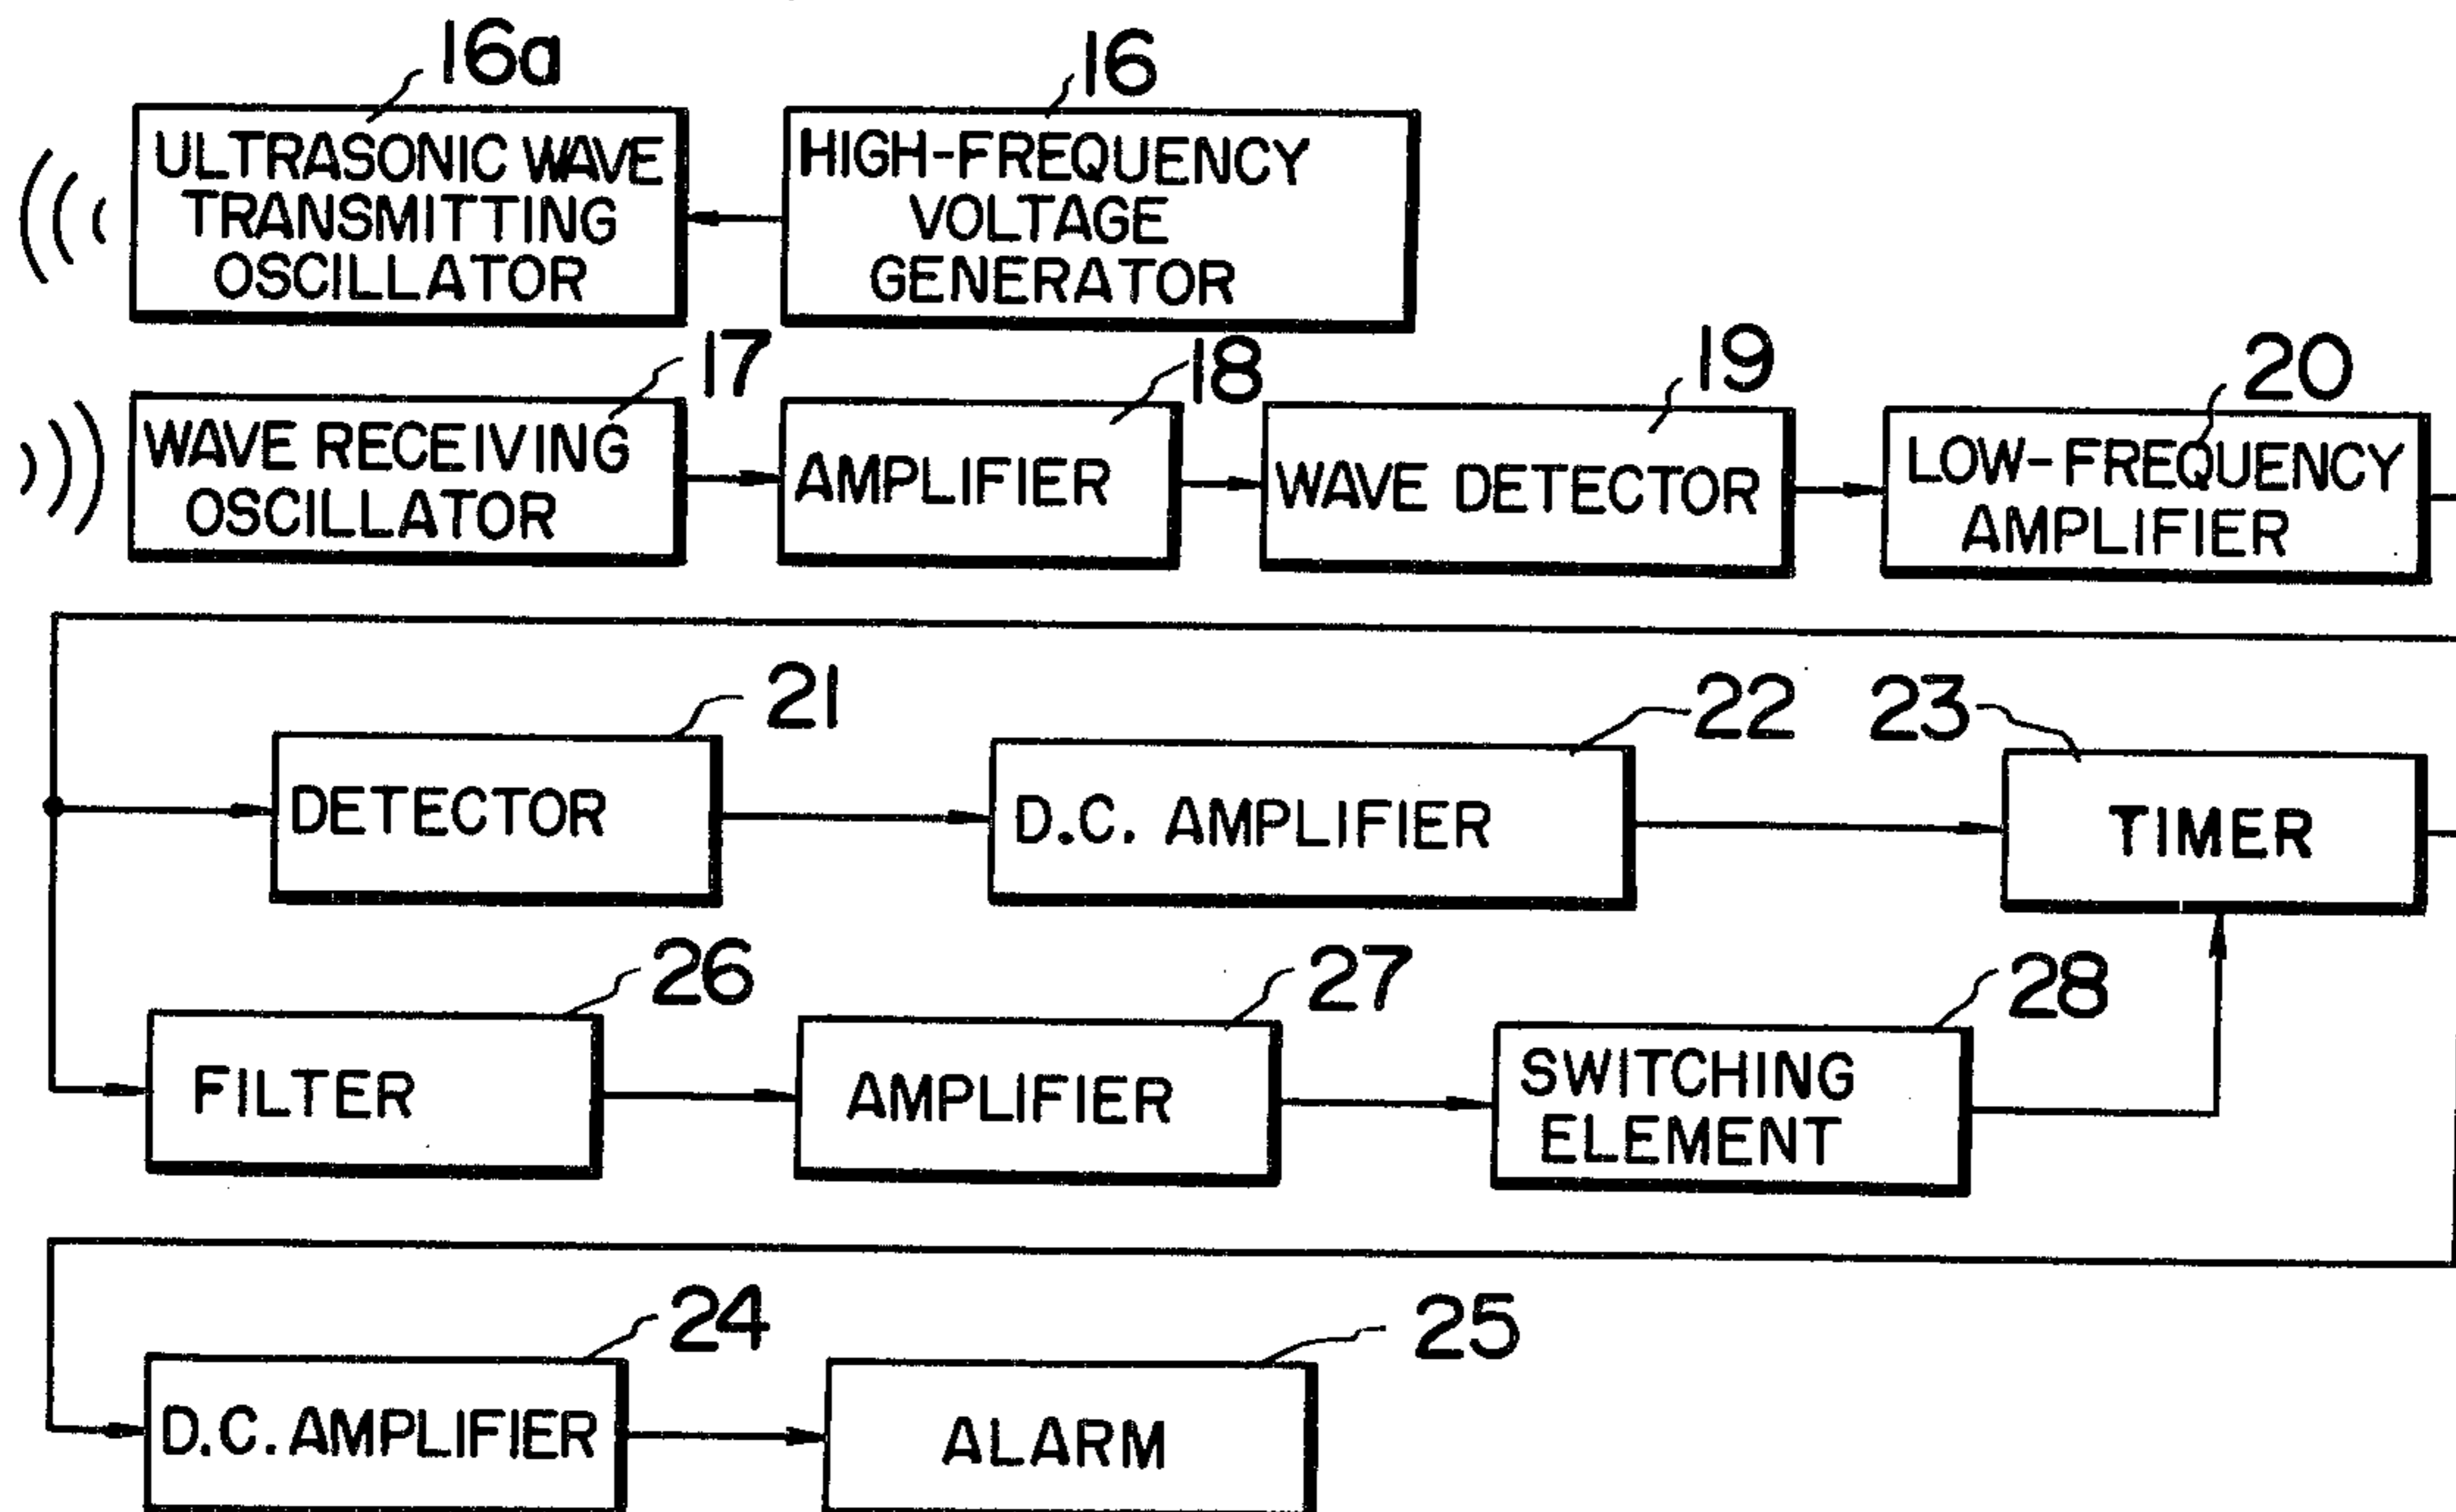 16a
16
ULTRASONIC WAVE
TRANSMITTING
OSCILLATOR
HIGH-FREQUENCY
VOLTAGE
GENERATOR
17
18
19
20
WAVE RECEIVING
OSCILLATOR
AMPLIFIER
WAVE DETECTOR
LOW-FREQUENCY
AMPLIFIER
21
22
23
DETECTOR
D.C. AMPLIFIER
TIMER
26
27
28
FILTER
AMPLIFIER
SWITCHING
ELEMENT
24
25
D.C. AMPLIFIER
ALARM